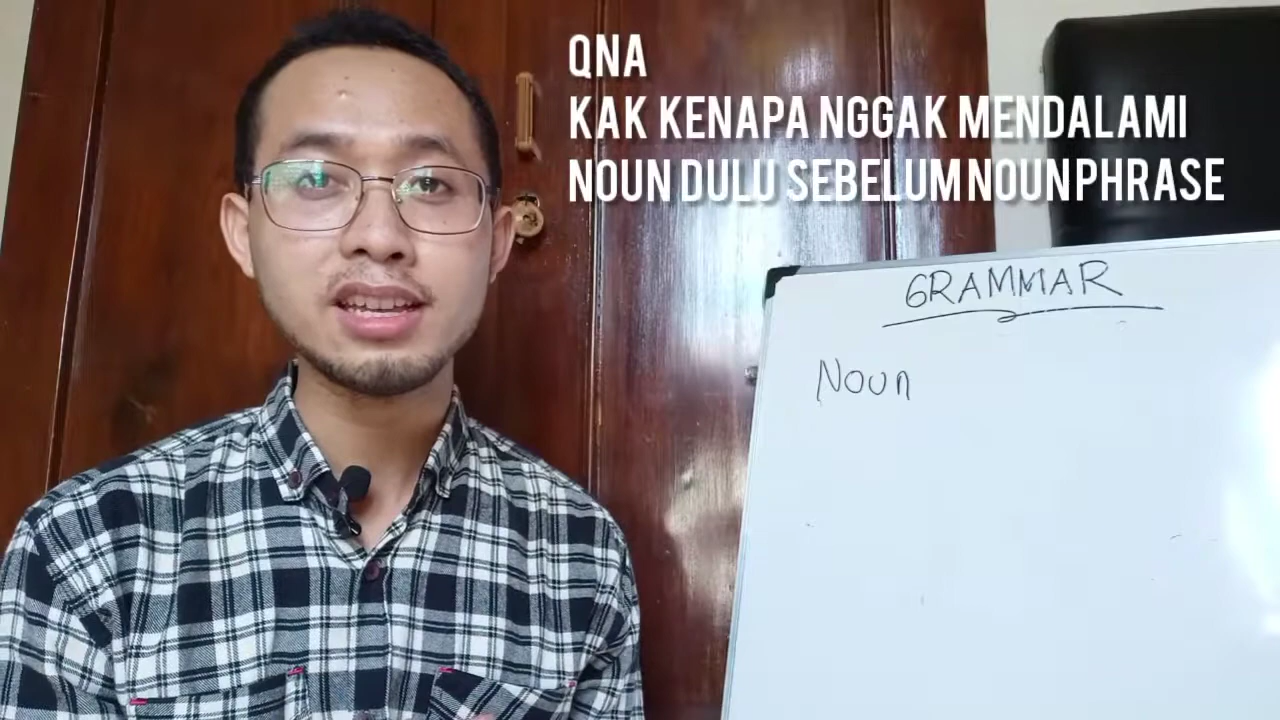 QNA
KAK KENAPA NGGAK MENDALAMI
NOUN DULU SEBELUM NOUN PHRASE
GRAMMAR
Noun